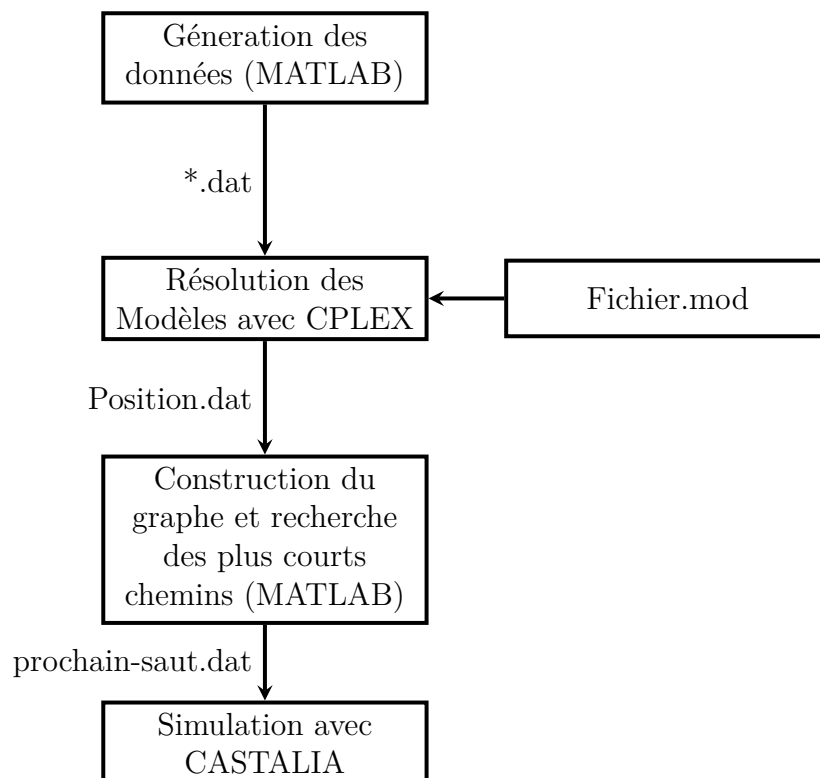 Géneration des
données (MATLAB)
*.dat
Résolution des
Modèles avec CPLEX
Fichier.mod
Position.dat
Construction du
graphe et recherche
des plus courts
chemins (MATLAB)
prochain-saut.dat
Simulation avec
CASTALIA